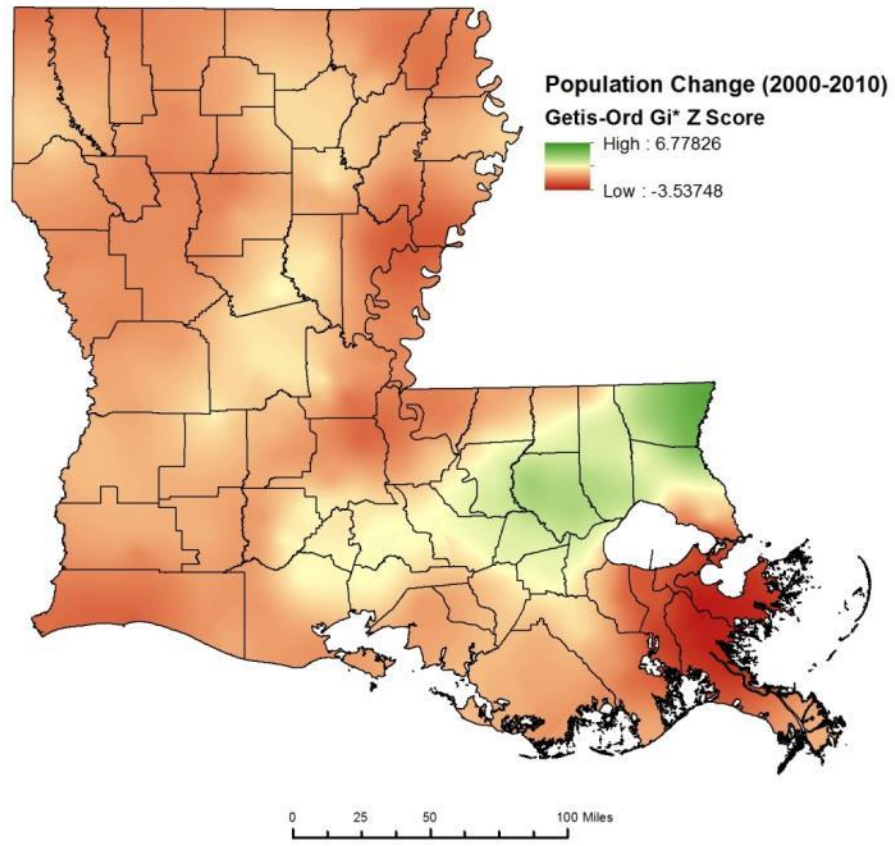 Population Change (2000-2010)
Getis-Ord Gi* Z Score
High : 6.77826
Low : -3.53748
0 25 50 100 Miles